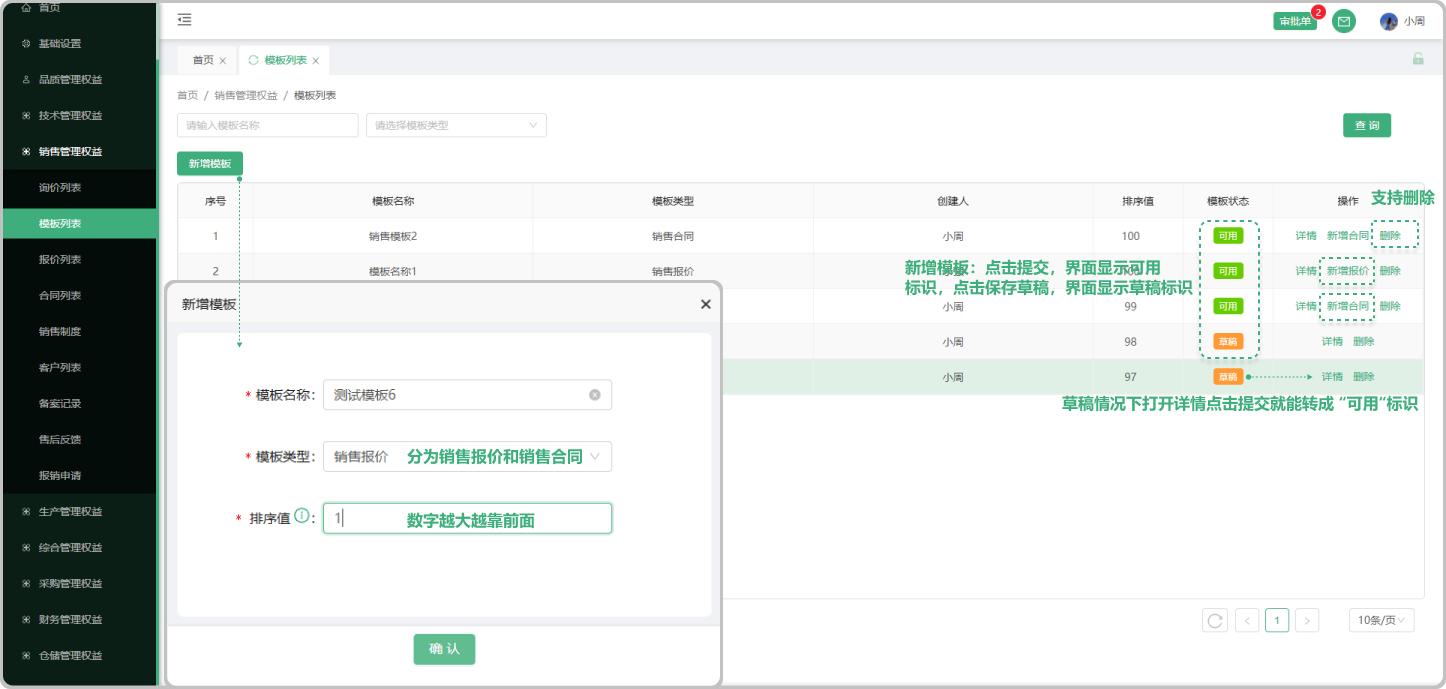 首页
基础设置
品质管理权益
技术管理权益
销售管理权益
询价列表
模板列表
报价列表
合同列表
销售制度
客户列表
备案记录
售后反馈
报销申请
生产管理权益
综合管理权益
采购管理权益
财务管理权益
仓储管理权益
审批单 2 小周
首页 模板列表
首页 / 销售管理权益 / 模板列表
请输入模板名称 请选择模板类型 查 询
新增模板
序号 模板名称 模板类型 创建人 排序值 模板状态 操作 支持删除
1 销售模板2 销售合同 小周 100 可用 详情 新增合同 删除
2 模板名称1 销售报价 可用 详情 新增报价 删除
新增模板：点击提交，界面显示可用
标识，点击保存草稿，界面显示草稿标识
小周 99 可用 详情 新增合同 删除
小周 98 草稿 详情 删除
小周 97 草稿 详情 删除
草稿情况下打开详情点击提交就能转成 “可用”标识
新增模板
* 模板名称: 测试模板6
* 模板类型: 销售报价 分为销售报价和销售合同
* 排序值 : 1 数字越大越靠前面
确 认
1 10条/页